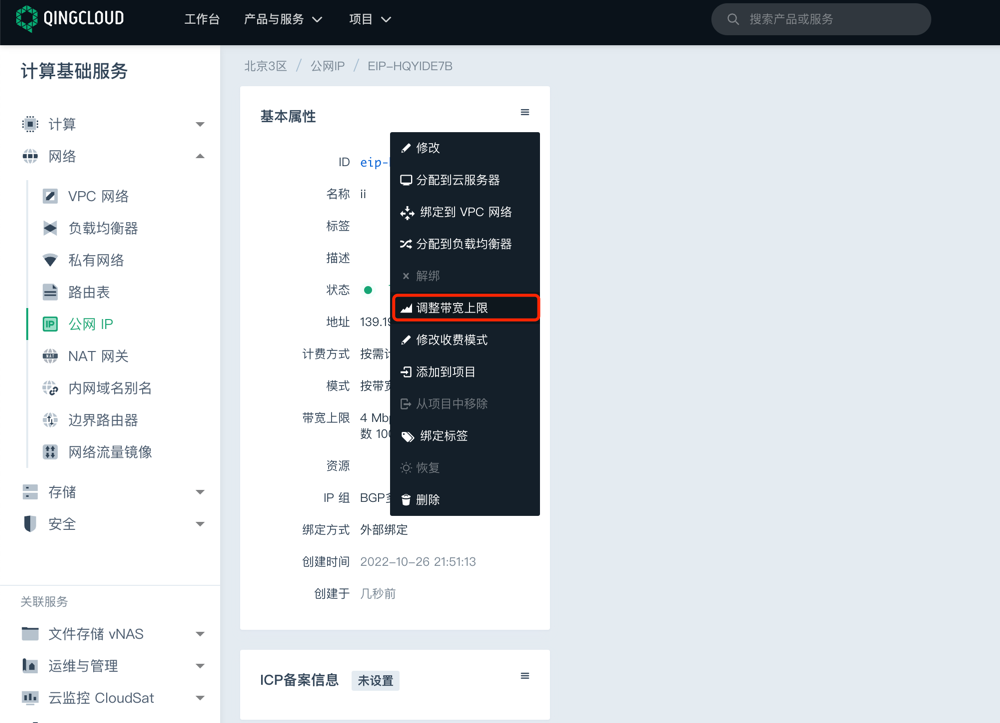 QINGCLOUD
工作台
产品与服务
项目
搜索产品或服务
计算基础服务
计算
网络
VPC 网络
负载均衡器
私有网络
路由表
IP 公网 IP
NAT 网关
内网域名别名
边界路由器
网络流量镜像
存储
安全
关联服务
文件存储 vNAS
运维与管理
云监控 CloudSat
北京3区 / 公网IP / EIP-HQYIDE7B
基本属性
ID eip-
名称 ii
标签
描述
状态
地址 139.19
计费方式 按需
模式 按带宽
带宽上限 4 Mbp
数 100
资源
IP 组 BGP
绑定方式 外部绑定
创建时间 2022-10-26 21:51:13
创建于 几秒前
修改
分配到云服务器
绑定到 VPC 网络
分配到负载均衡器
解绑
调整带宽上限
修改收费模式
添加到项目
从项目中移除
绑定标签
恢复
删除
ICP备案信息 未设置